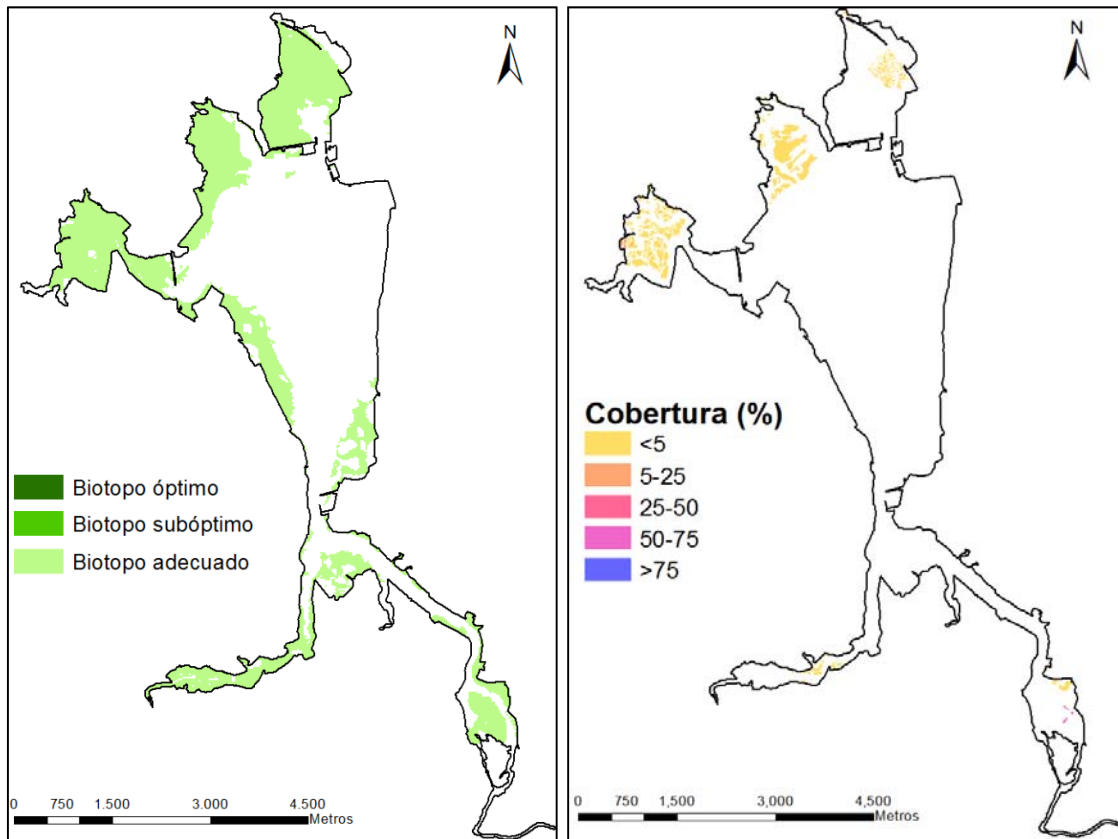 N
Biotopo óptimo
Biotopo subóptimo
Biotopo adecuado
0 750 1.500 3.000 4.500
Metros
N
Cobertura (%)
<5
5-25
25-50
50-75
>75
0 750 1,500 3,000 4,500
Metros